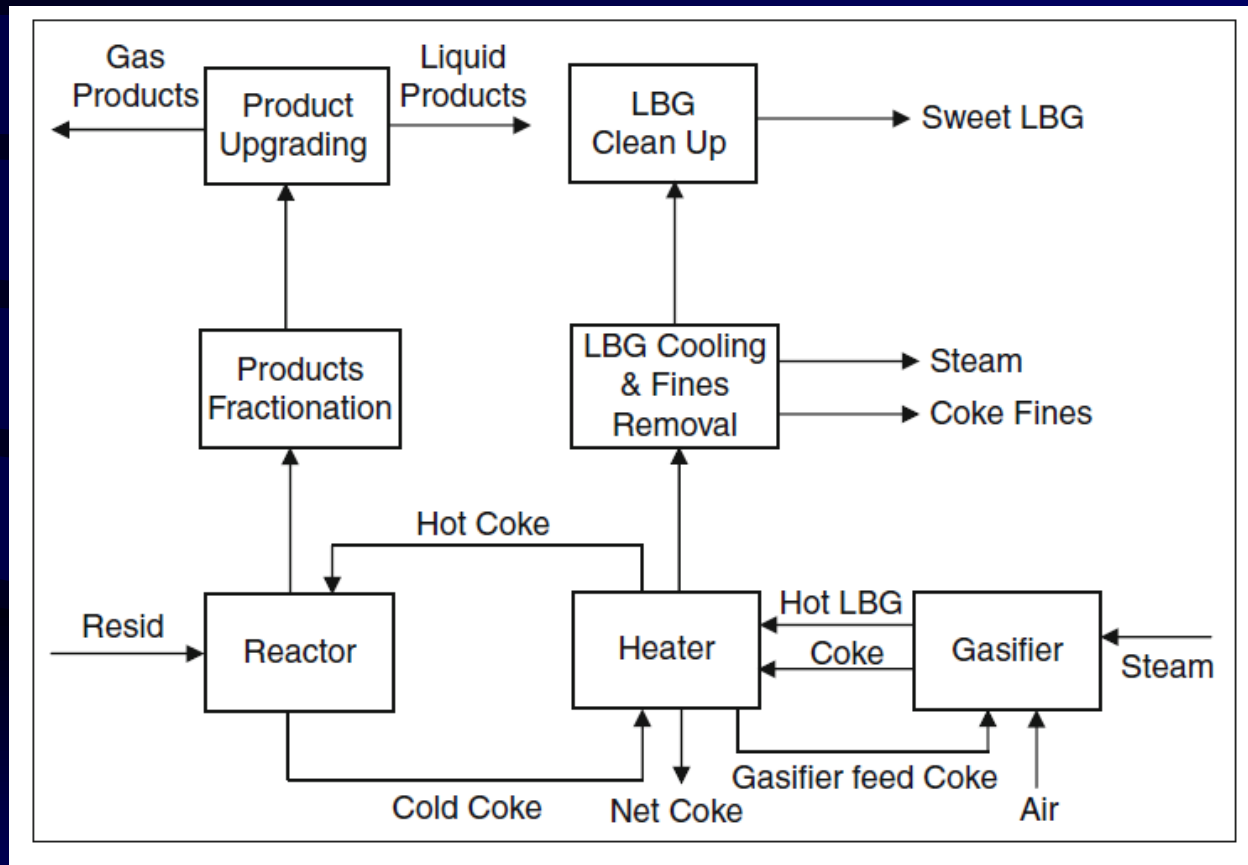 Gas
Products
Product
Upgrading
Liquid
Products
LBG
Clean Up
Sweet LBG
Products
Fractionation
LBG Cooling
& Fines
Removal
Steam
Coke Fines
Hot Coke
Resid
Reactor
Heater
Hot LBG
Coke
Gasifier
Steam
Cold Coke
Net Coke
Gasifier feed Coke
Air